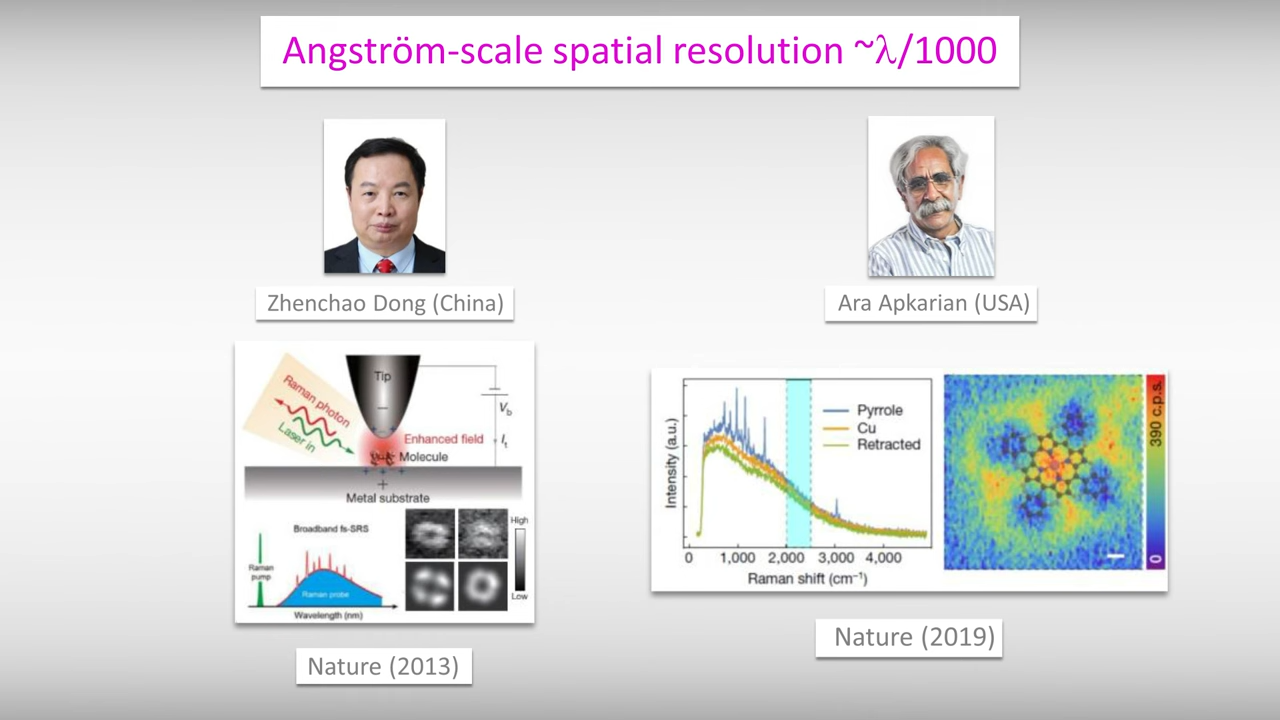 Angström-scale spatial resolution ~λ/1000
Zhenchao Dong (China)
Ara Apkarian (USA)
Tip
Raman photon
Laser in
Enhanced field
Molecule
Metal substrate
Vb
It
−
+
+ + + +
Broadband fs-SRS
Raman
pump
Raman probe
Wavelength (nm)
High
Low
Nature (2013)
Intensity (a.u.)
Pyrrole
Cu
Retracted
0 1,000 2,000 3,000 4,000
Raman shift (cm⁻¹)
390 c.p.s.
0
Nature (2019)